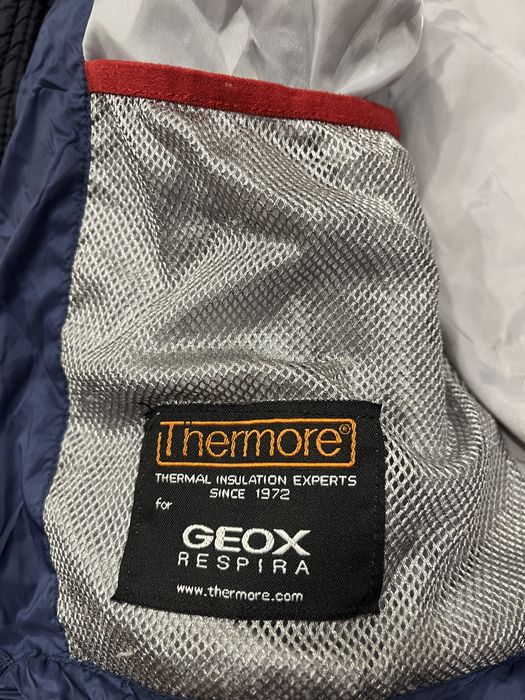 Thermore®
THERMAL INSULATION EXPERTS
SINCE 1972
for
GEOX
RESPIRA
www.thermore.com